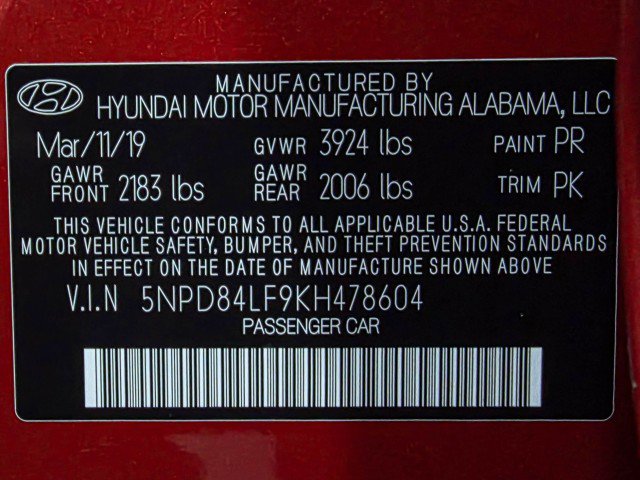 MANUFACTURED BY
HYUNDAI MOTOR MANUFACTURING ALABAMA, LLC
Mar/11/19 GVWR 3924 lbs PAINT PR
GAWR FRONT 2183 lbs GAWR REAR 2006 lbs TRIM PK
THIS VEHICLE CONFORMS TO ALL APPLICABLE U.S.A. FEDERAL
MOTOR VEHICLE SAFETY, BUMPER, AND THEFT PREVENTION STANDARDS
IN EFFECT ON THE DATE OF MANUFACTURE SHOWN ABOVE
V.I.N 5NPD84LF9KH478604
PASSENGER CAR